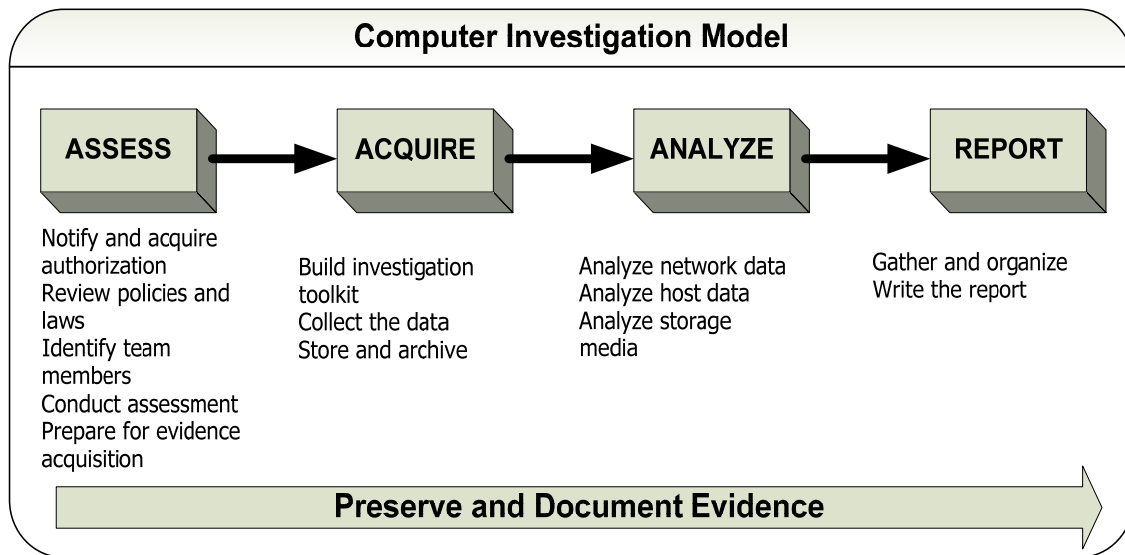 Computer Investigation Model
ASSESS
Notify and acquire
authorization
Review policies and
laws
Identify team
members
Conduct assessment
Prepare for evidence
acquisition
ACQUIRE
Build investigation
toolkit
Collect the data
Store and archive
ANALYZE
Analyze network data
Analyze host data
Analyze storage
media
REPORT
Gather and organize
Write the report
Preserve and Document Evidence